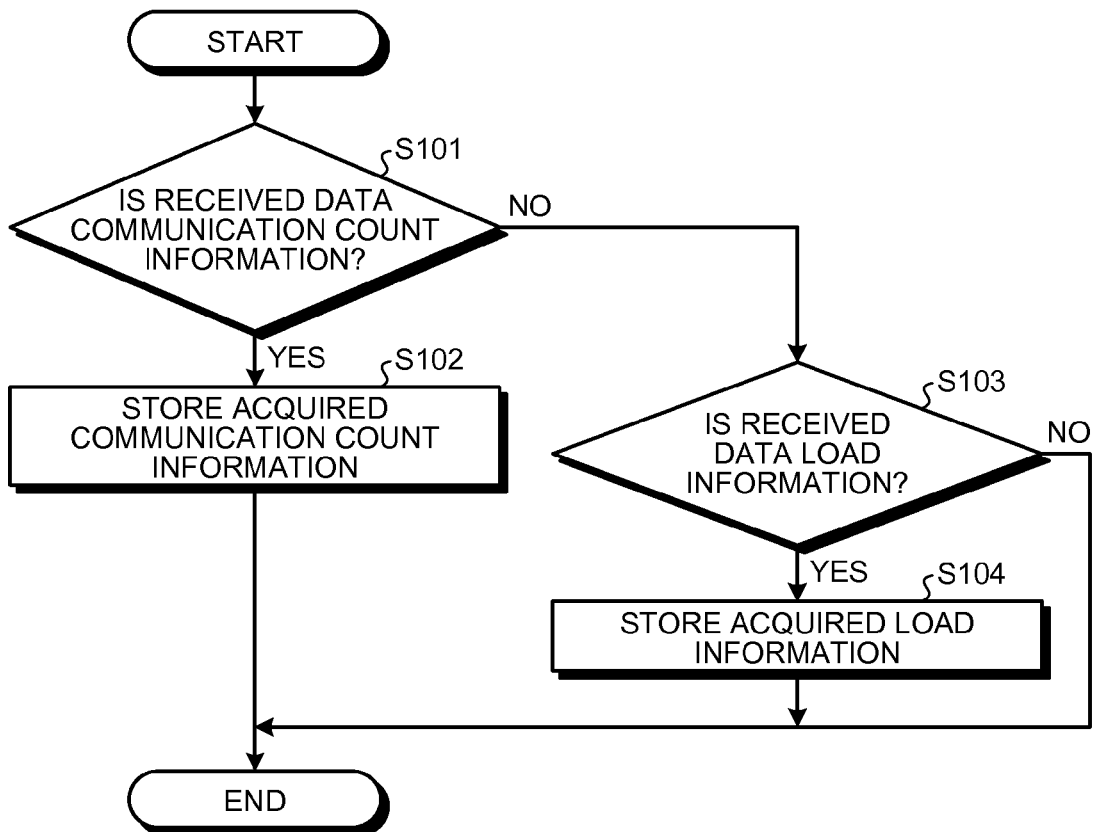 START
S101
IS RECEIVED DATA
COMMUNICATION COUNT
INFORMATION?
NO
YES
S102
STORE ACQUIRED
COMMUNICATION COUNT
INFORMATION
S103
IS RECEIVED
DATA LOAD
INFORMATION?
NO
YES
S104
STORE ACQUIRED LOAD
INFORMATION
END